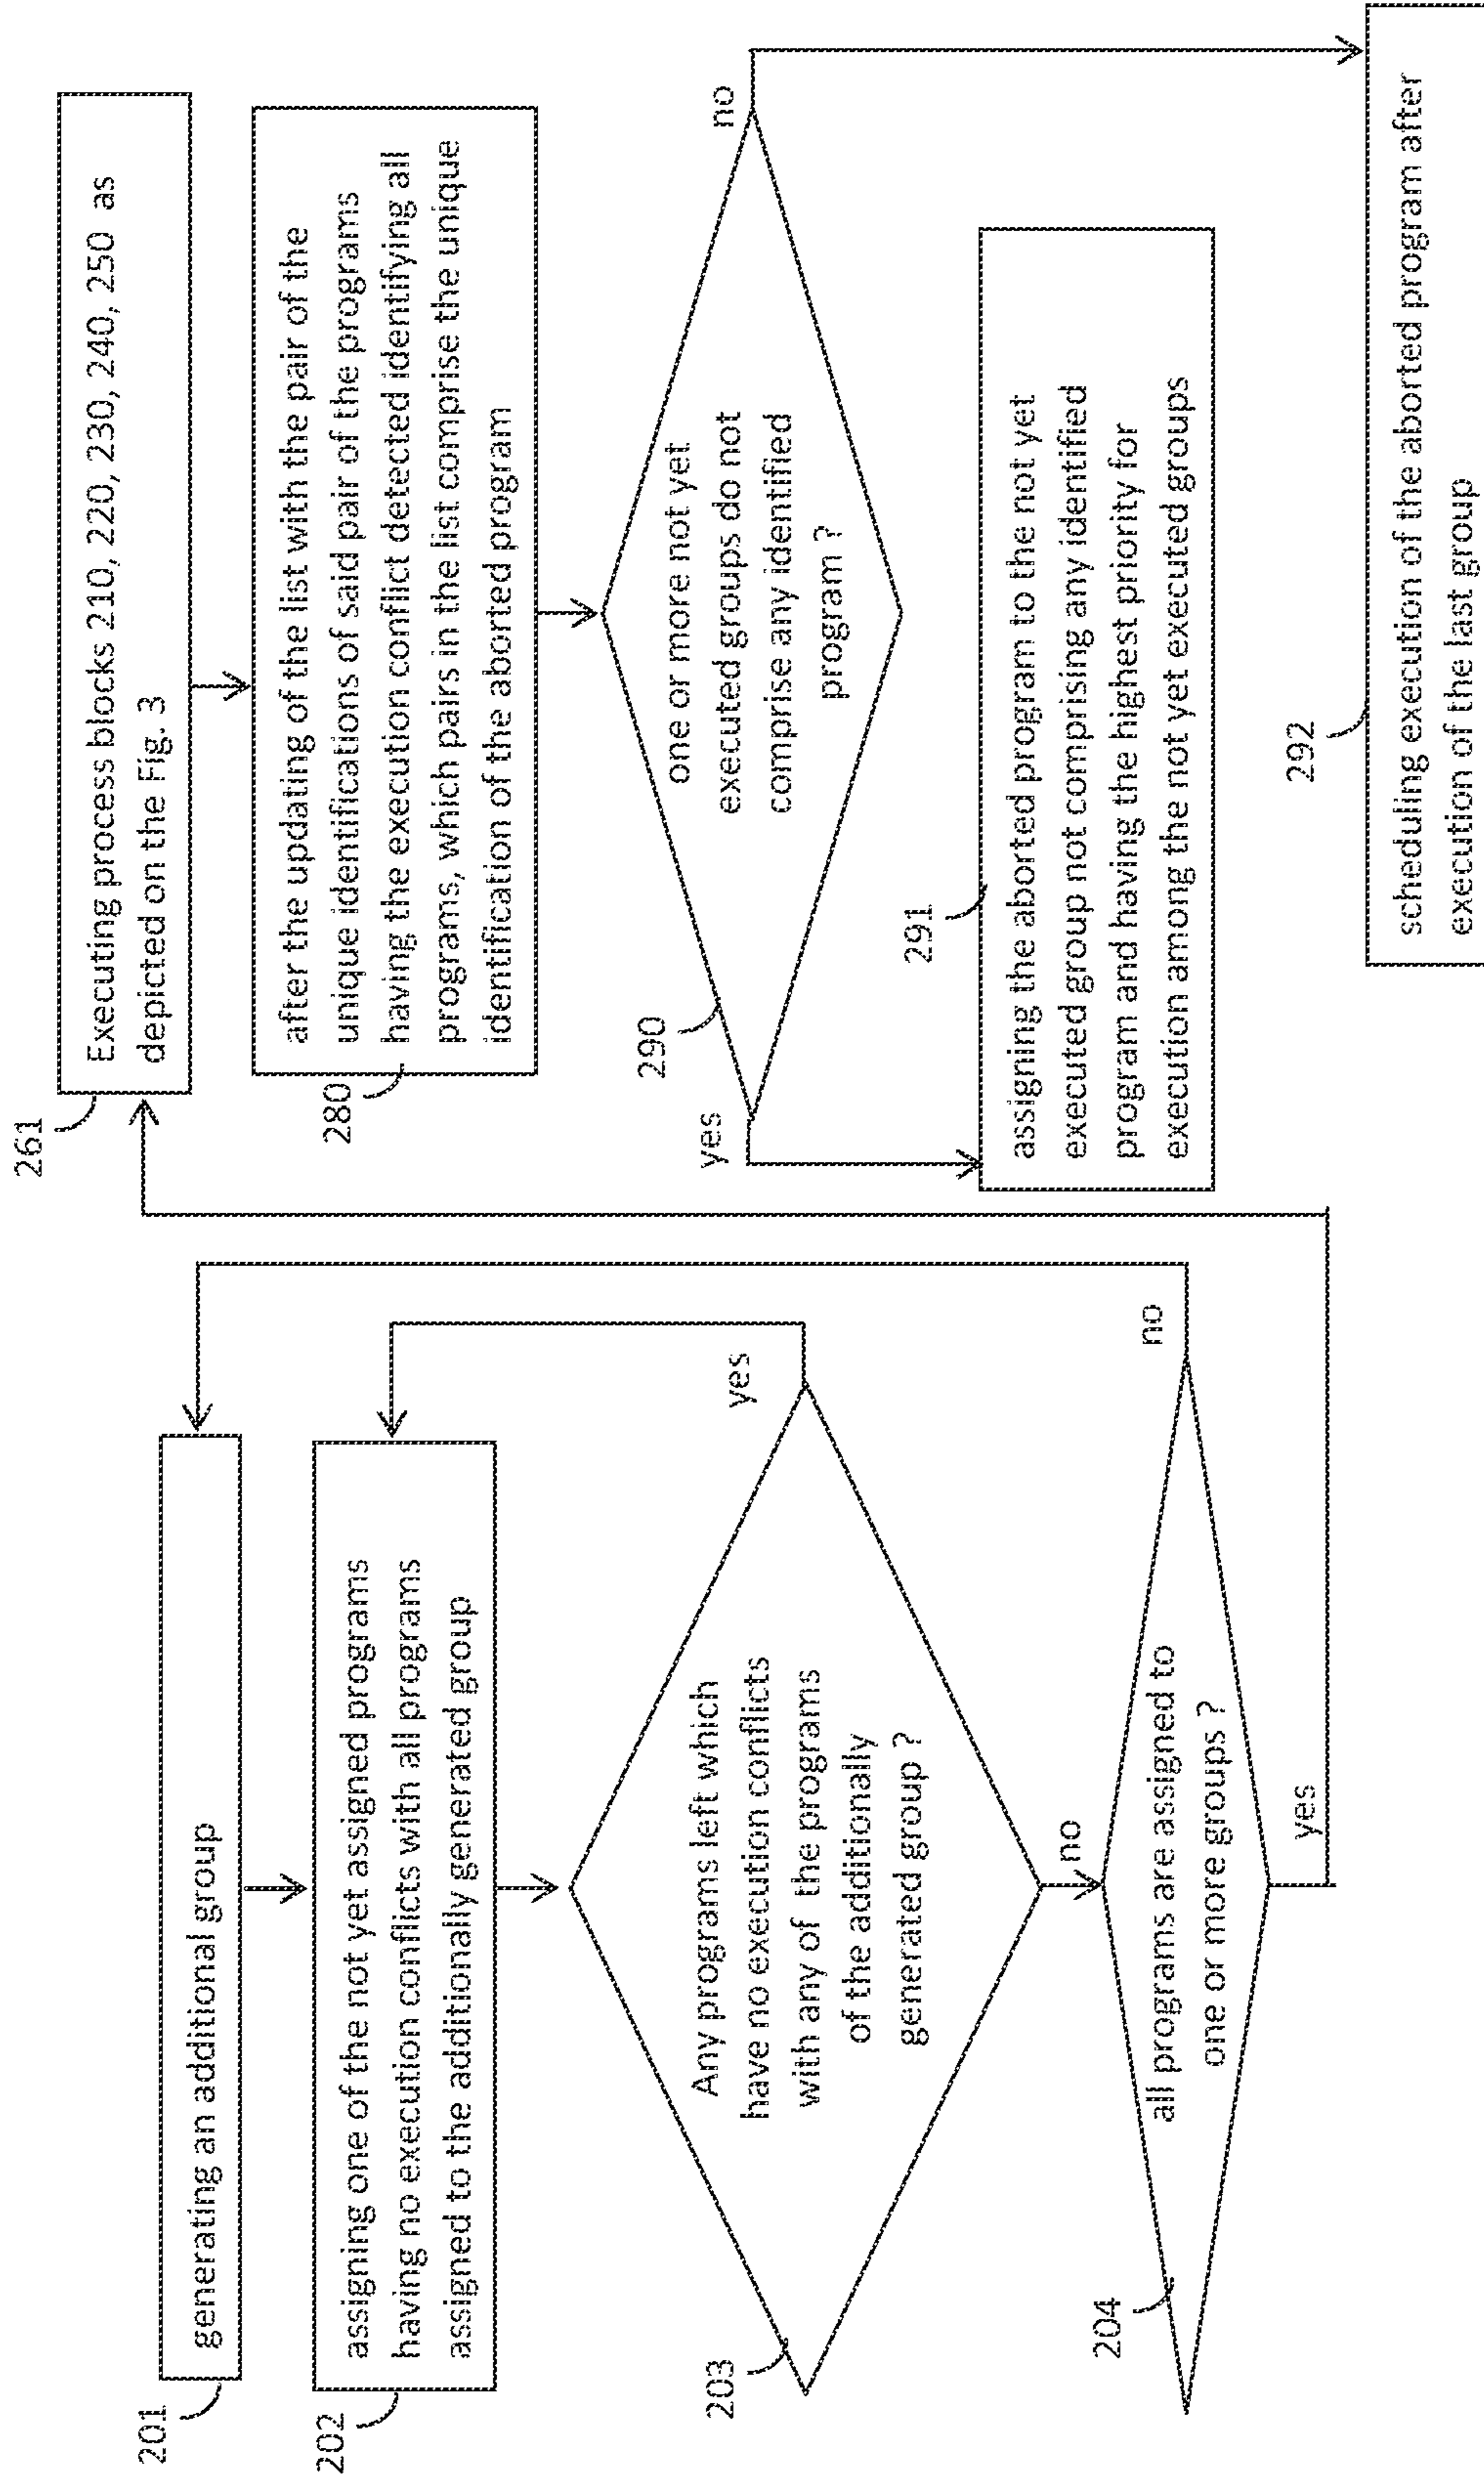 201
generating an additional group
202
assigning one of the not yet assigned programs
having no execution conflicts with all programs
assigned to the additionally generated group
203
Any programs left which
have no execution conflicts
with any of the programs
of the additionally
generated group ?
yes
no
204
all programs are assigned to
one or more groups ?
no
yes
261
Executing process blocks 210, 220, 230, 240, 250 as
depicted on the Fig. 3
280
after the updating of the list with the pair of the
unique identifications of said pair of the programs
having the execution conflict detected identifying all
programs, which pairs in the list comprise the unique
identification of the aborted program
290
one or more not yet
executed groups do not
comprise any identified
program ?
yes
no
291
assigning the aborted program to the not yet
executed group not comprising any identified
program and having the highest priority for
execution among the not yet executed groups
292
scheduling execution of the aborted program after
execution of the last group